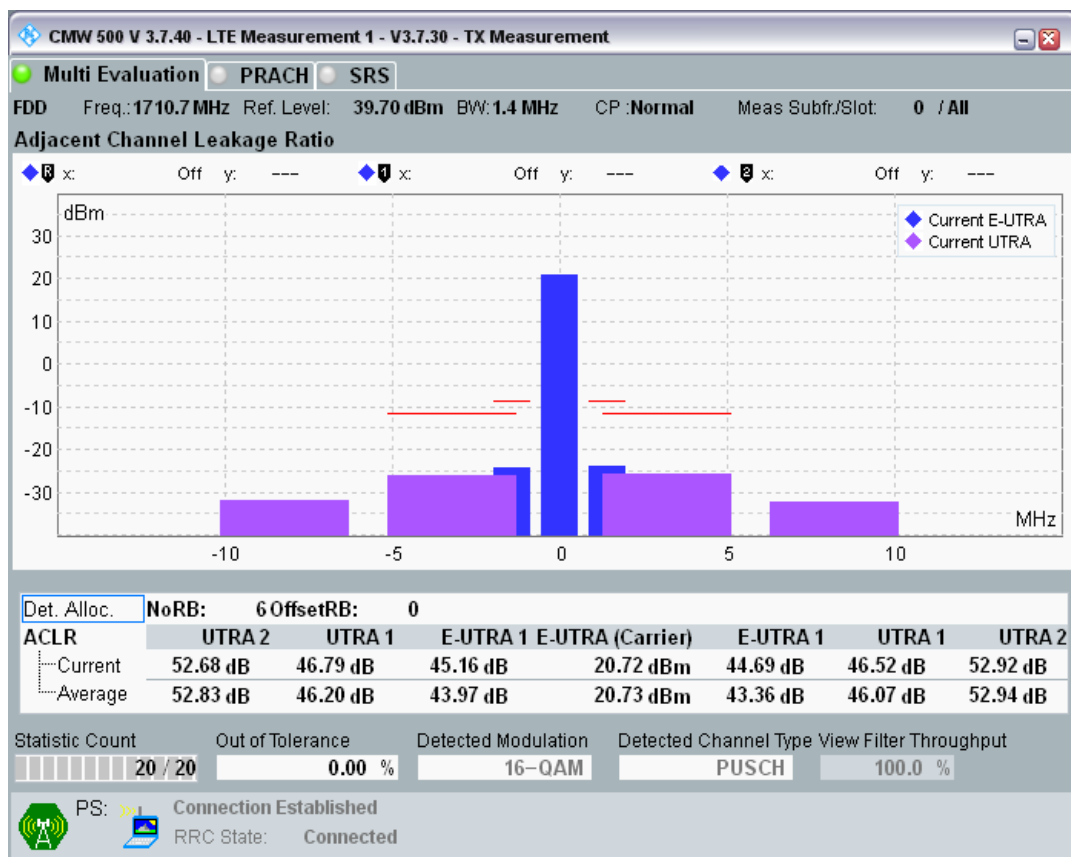 CMW 500 V 3.7.40 - LTE Measurement 1 - V3.7.30 - TX Measurement
Multi Evaluation PRACH SRS
FDD Freq.: 1710.7 MHz Ref. Level: 39.70 dBm BW: 1.4 MHz CP :Normal Meas Subfr./Slot: 0 / All
Adjacent Channel Leakage Ratio
R x: Off y: --- 1 x: Off y: --- 2 x: Off y: ---
dBm
Current E-UTRA
Current UTRA
30
20
10
0
-10
-20
-30
MHz
-10 -5 0 5 10
Det. Alloc. NoRB: 6 OffsetRB: 0
ACLR UTRA 2 UTRA 1 E-UTRA 1 E-UTRA (Carrier) E-UTRA 1 UTRA 1 UTRA 2
Current 52.68 dB 46.79 dB 45.16 dB 20.72 dBm 44.69 dB 46.52 dB 52.92 dB
Average 52.83 dB 46.20 dB 43.97 dB 20.73 dBm 43.36 dB 46.07 dB 52.94 dB
Statistic Count Out of Tolerance Detected Modulation Detected Channel Type View Filter Throughput
20 / 20 0.00 % 16-QAM PUSCH 100.0 %
PS: Connection Established
RRC State: Connected